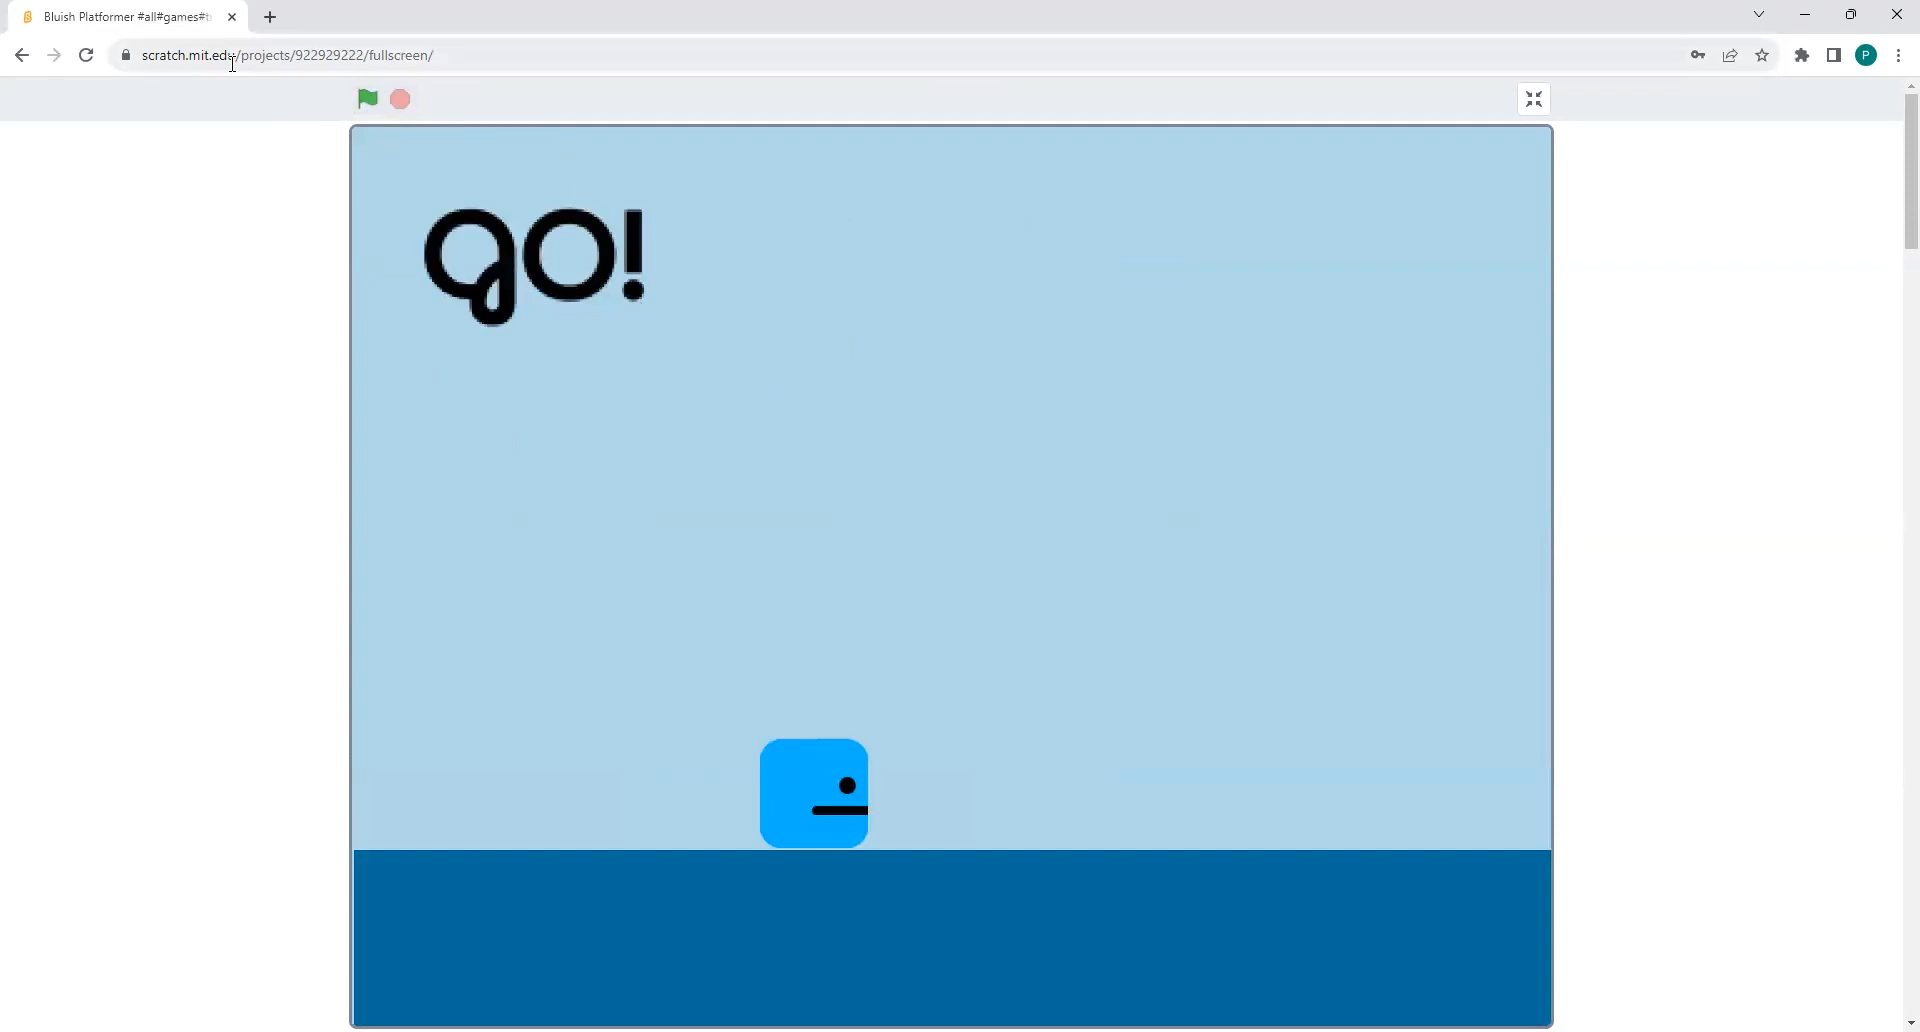 Bluish Platformer #all#games#t
scratch.mit.edu/projects/922929222/fullscreen/
P
go!